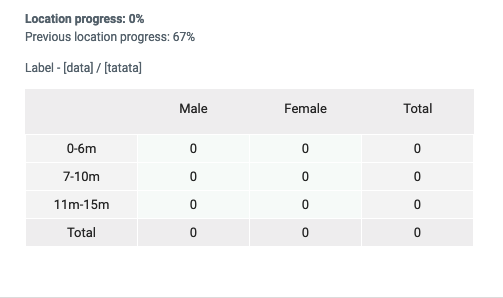 Location progress: 0%
Previous location progress: 67%
Label - [data] / [tatata]
Male Female Total
0-6m 0 0 0
7-10m 0 0 0
11m-15m 0 0 0
Total 0 0 0